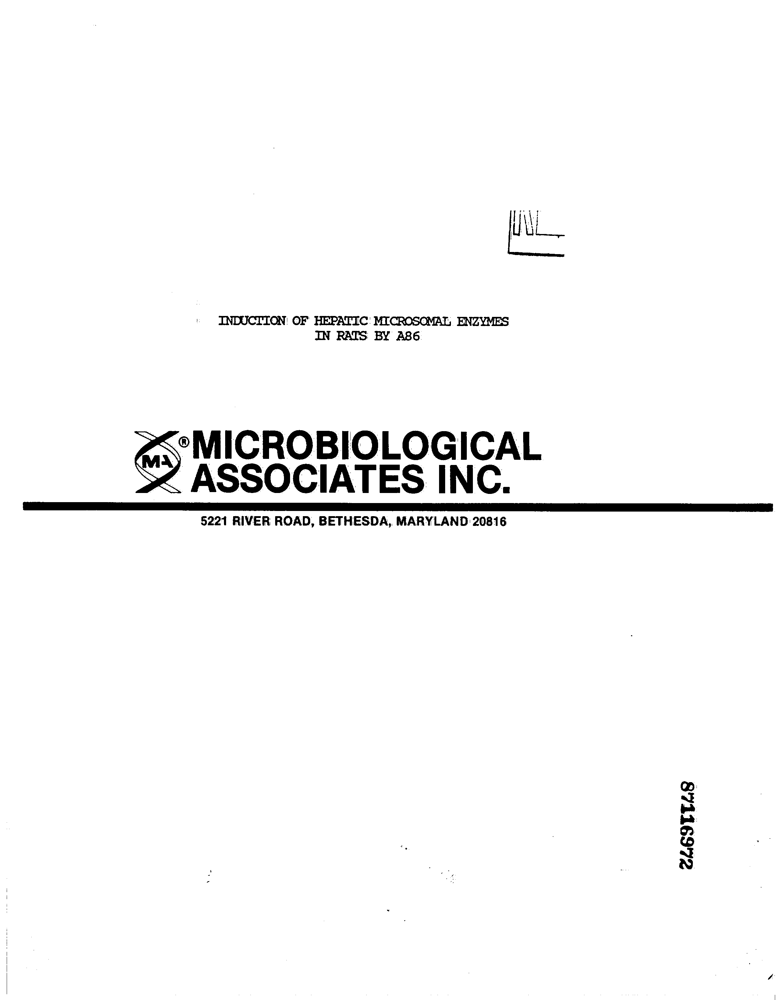 INDUCTION OF HEPATIC MICROSOMAL ENZYMES
IN RATS BY A86
MA ® MICROBIOLOGICAL
ASSOCIATES INC.
5221 RIVER ROAD, BETHESDA, MARYLAND 20816
87116972